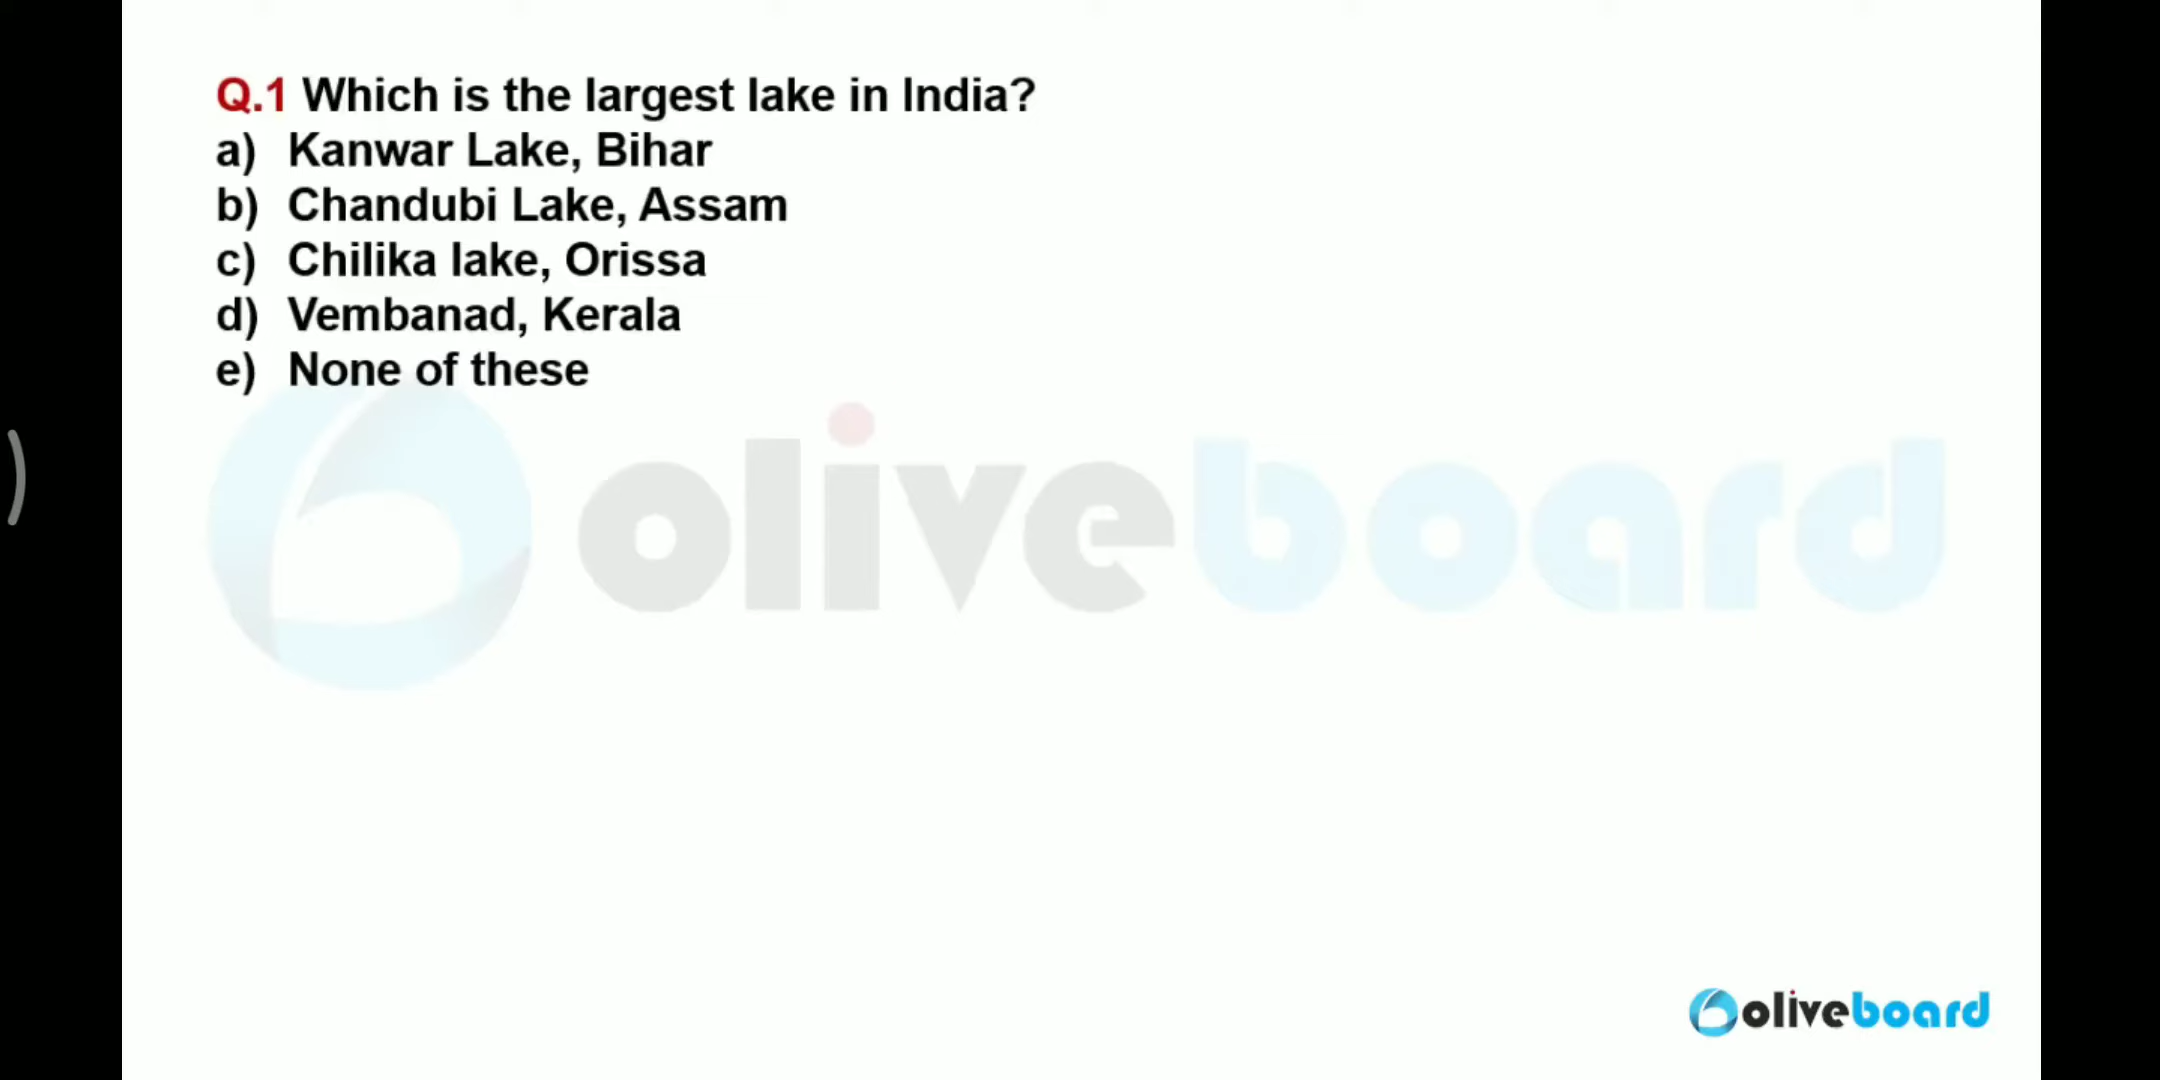 Q.1 Which is the largest lake in India?
a) Kanwar Lake, Bihar
b) Chandubi Lake, Assam
c) Chilika lake, Orissa
d) Vembanad, Kerala
e) None of these
oliveboard
oliveboard